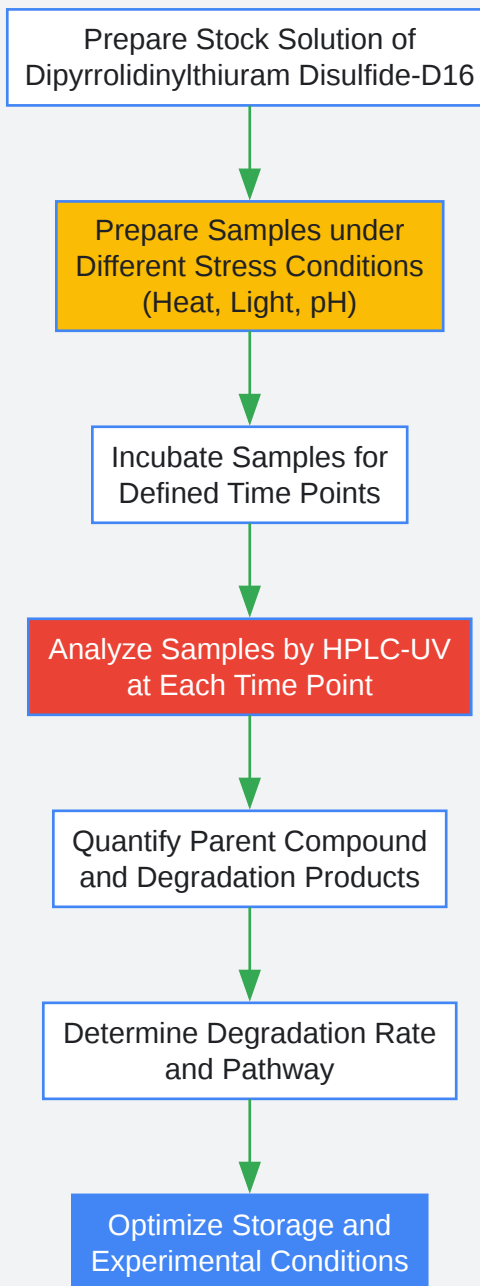 Prepare Stock Solution of
Dipyrrolidinylthiuram Disulfide-D16
Prepare Samples under
Different Stress Conditions
(Heat, Light, pH)
Incubate Samples for
Defined Time Points
Analyze Samples by HPLC-UV
at Each Time Point
Quantify Parent Compound
and Degradation Products
Determine Degradation Rate
and Pathway
Optimize Storage and
Experimental Conditions